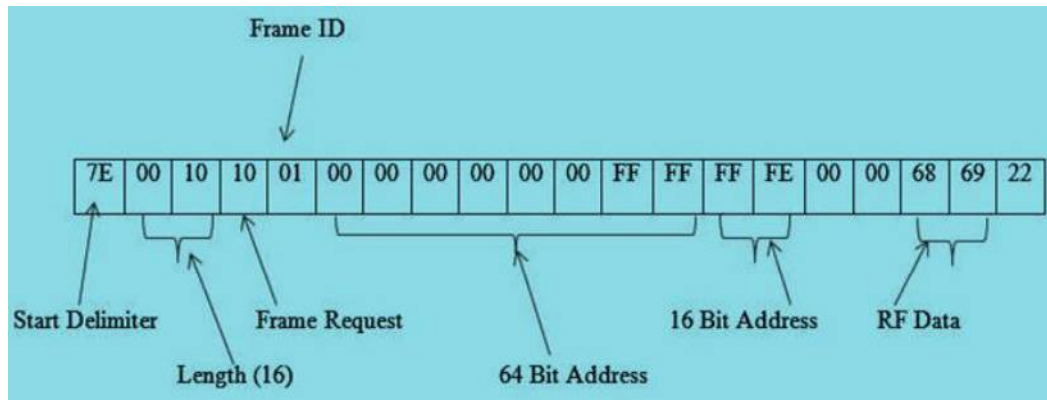 Frame ID
7E 00 10 10 01 00 00 00 00 00 00 FF FF FF FE 00 00 68 69 22
Start Delimiter Frame Request 16 Bit Address RF Data
Length (16) 64 Bit Address